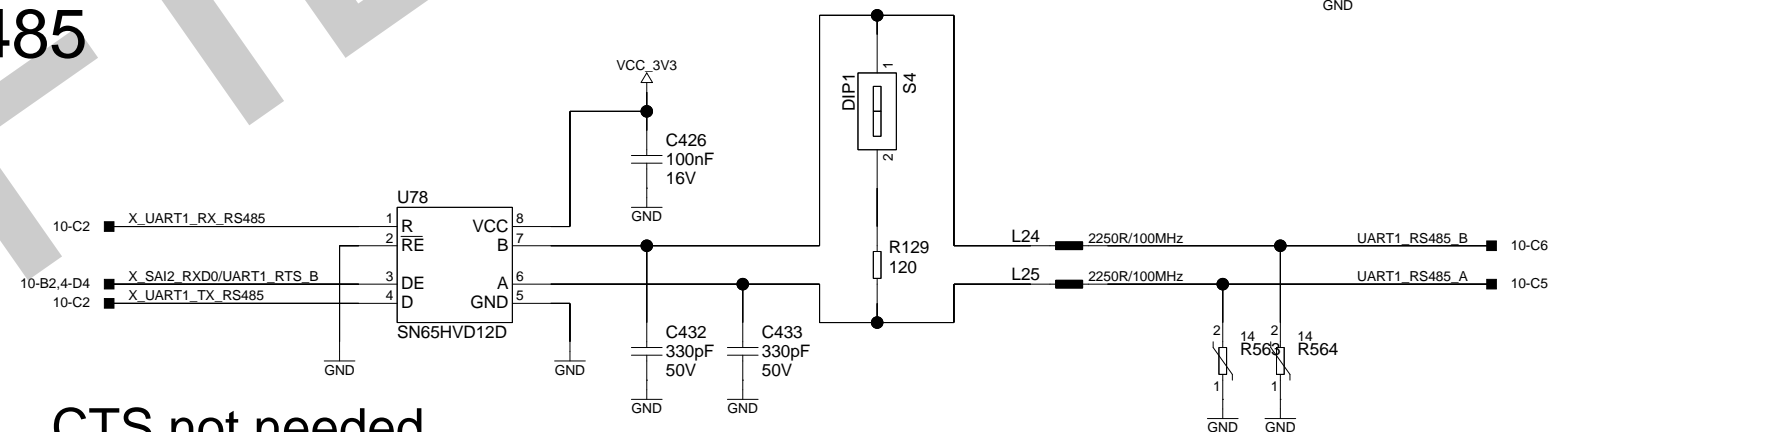 GND
485
VCC_3V3
1
DIP1
S4
2
C426
100nF
16V
GND
U78
10-C2
X_UART1_RX_RS485
1
R
VCC
8
2
RE
B
7
10-B2,4-D4
X_SAI2_RXD0/UART1_RTS_B
3
DE
A
6
10-C2
X_UART1_TX_RS485
4
D
GND
5
SN65HVD12D
GND
GND
R129
120
L24
2250R/100MHz
UART1_RS485_B
10-C6
L25
2250R/100MHz
UART1_RS485_A
10-C5
C432
330pF
50V
GND
C433
330pF
50V
GND
2
14
R563
1
GND
2
14
R564
1
GND
CTS not needed